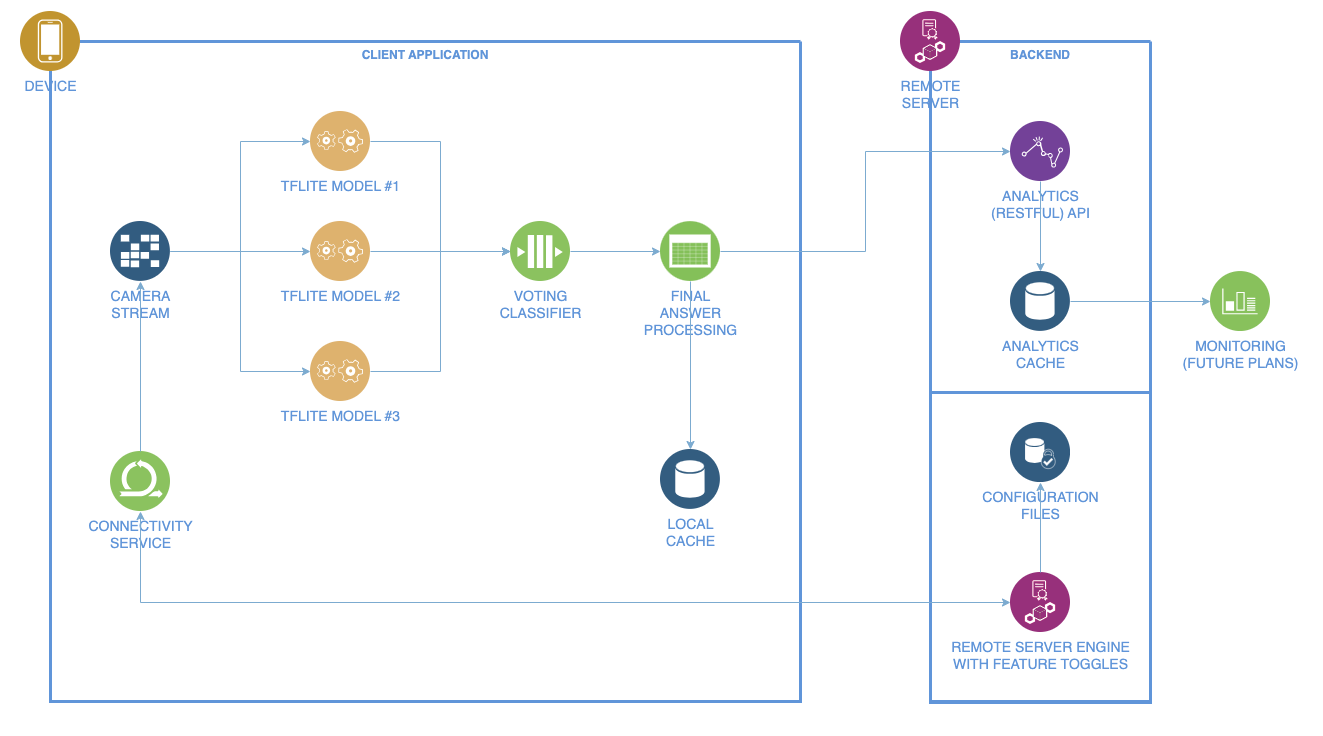 DEVICE
CLIENT APPLICATION
TFLITE MODEL #1
TFLITE MODEL #2
TFLITE MODEL #3
CAMERA
STREAM
CONNECTIVITY
SERVICE
VOTING
CLASSIFIER
FINAL
ANSWER
PROCESSING
LOCAL
CACHE
REMOTE
SERVER
BACKEND
ANALYTICS
(RESTFUL) API
ANALYTICS
CACHE
MONITORING
(FUTURE PLANS)
CONFIGURATION
FILES
REMOTE SERVER ENGINE
WITH FEATURE TOGGLES